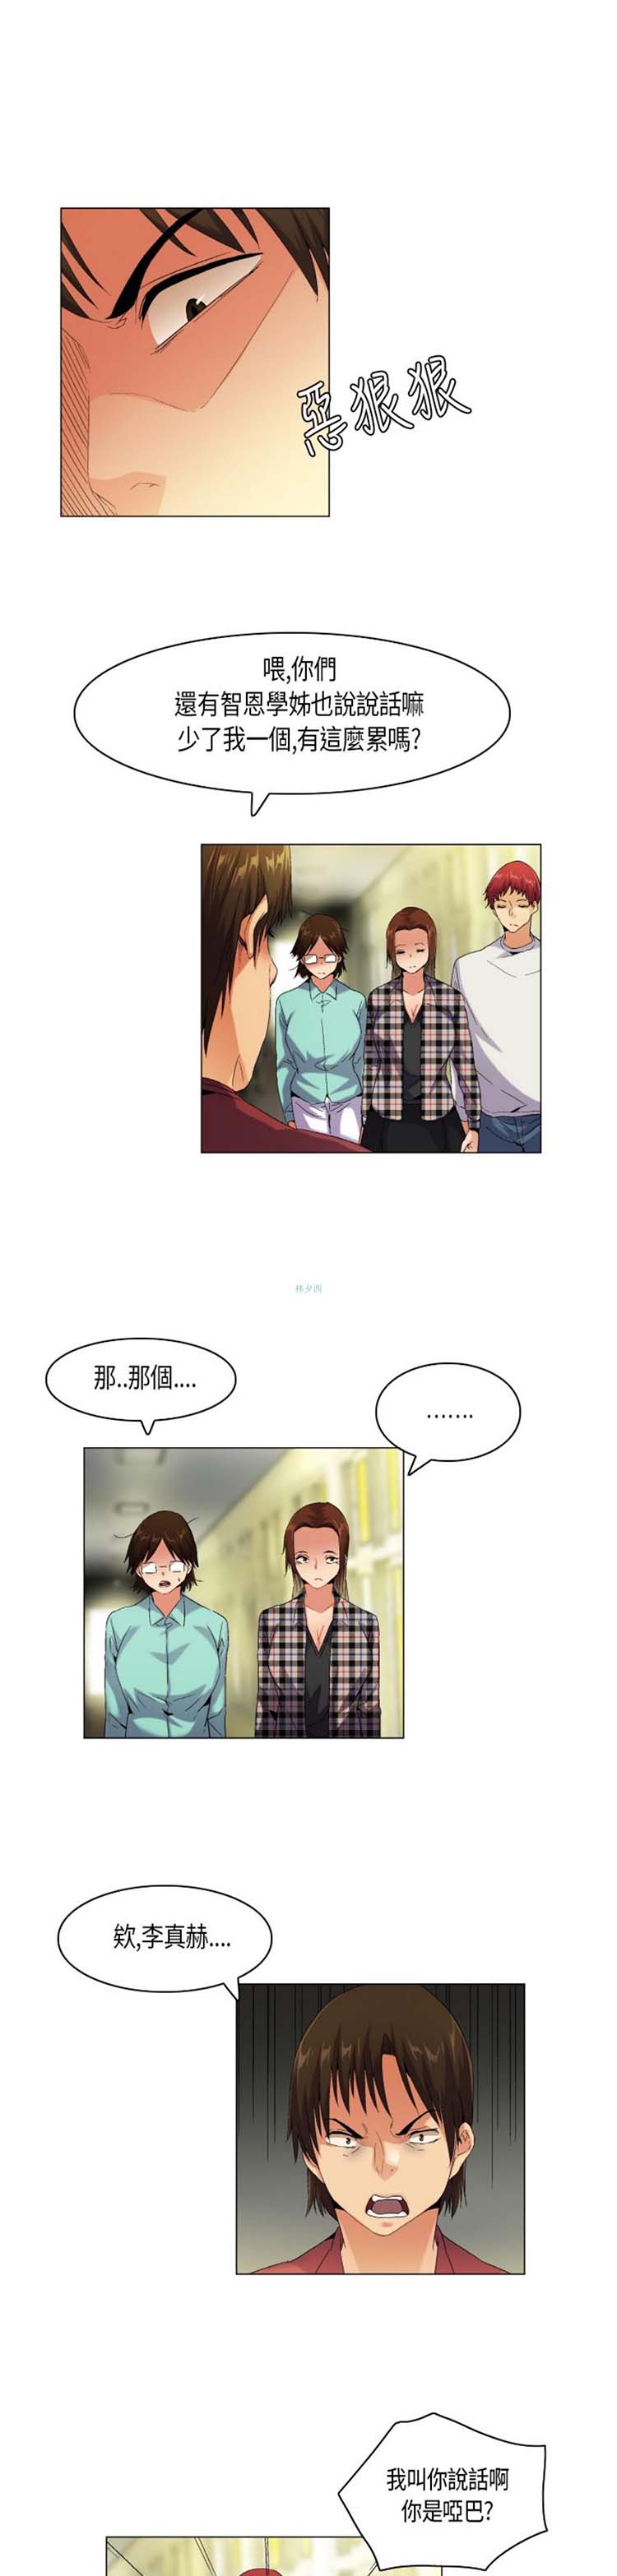 惡狠狠
喂,你們
還有智恩學姊也說說話嘛
少了我一個,有這麼累嗎?
林夕西
那..那個....
.......
欸,李真赫....
我叫你說話啊
你是啞巴?